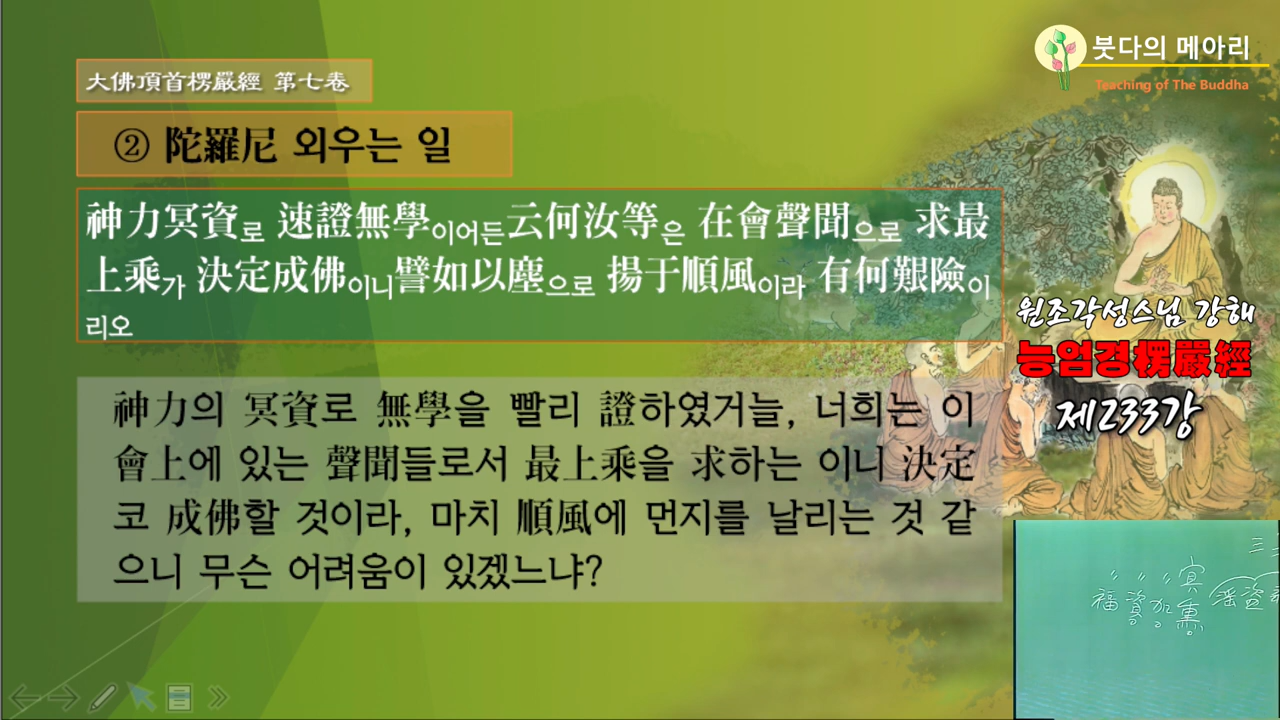 大佛頂首楞嚴經 第七卷
② 陀羅尼 외우는 일
神力冥資로 速證無學이어든云何汝等은 在會聲聞으로 求最
上乘가 決定成佛이니譬如以塵으로 揚于順風이라 有何艱險이
리오
神力의 冥資로 無學을 빨리 證하였거늘, 너희는 이
會上에 있는 聲聞들로서 最上乘을 求하는 이니 決定
코 成佛할 것이라, 마치 順風에 먼지를 날리는 것 같
으니 무슨 어려움이 있겠느냐?
붓다의 메아리
Teaching of The Buddha
원조각성스님 강해
능엄경楞嚴經
제233강
三
冥
福資加熏